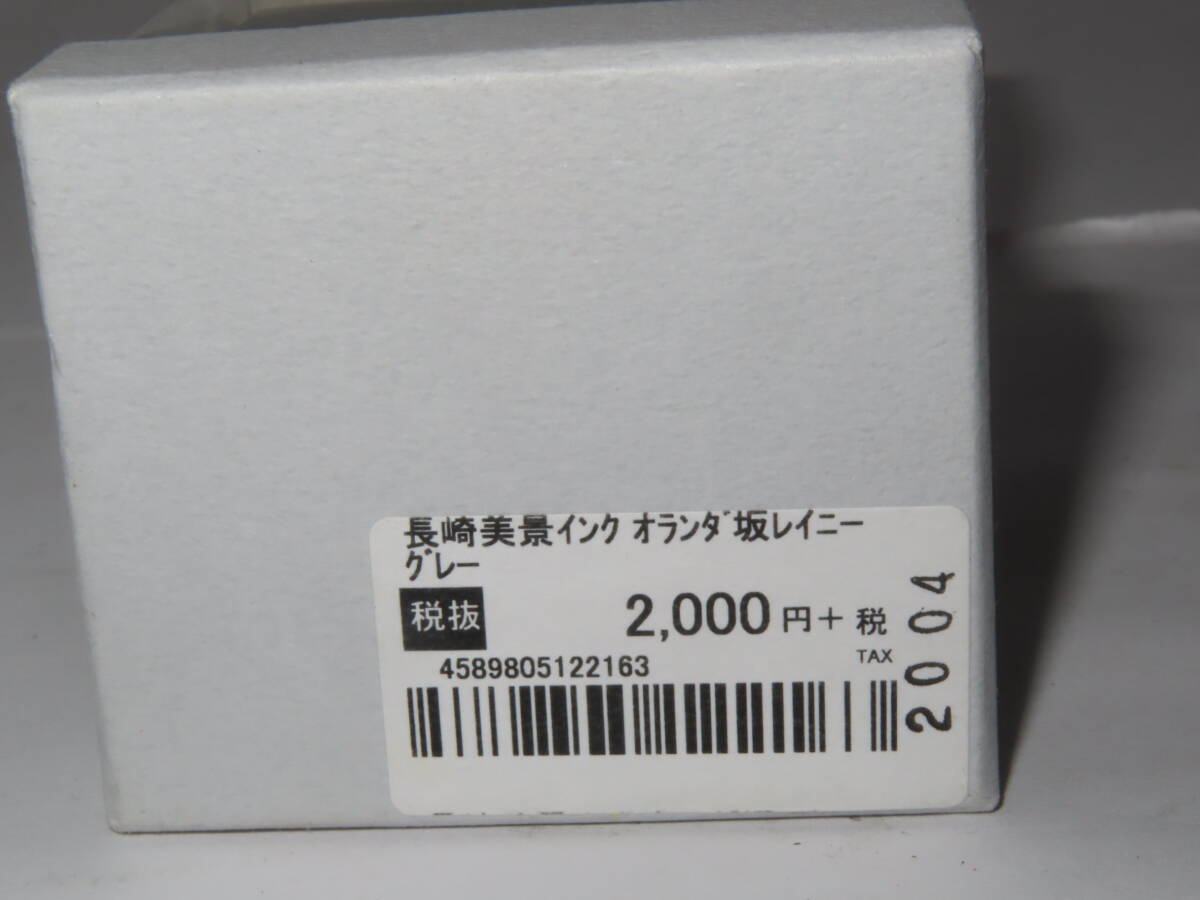 長崎美景インク オランダ坂レイニー
グレー
税抜 2,000円+税
TAX
4589805122163
2004